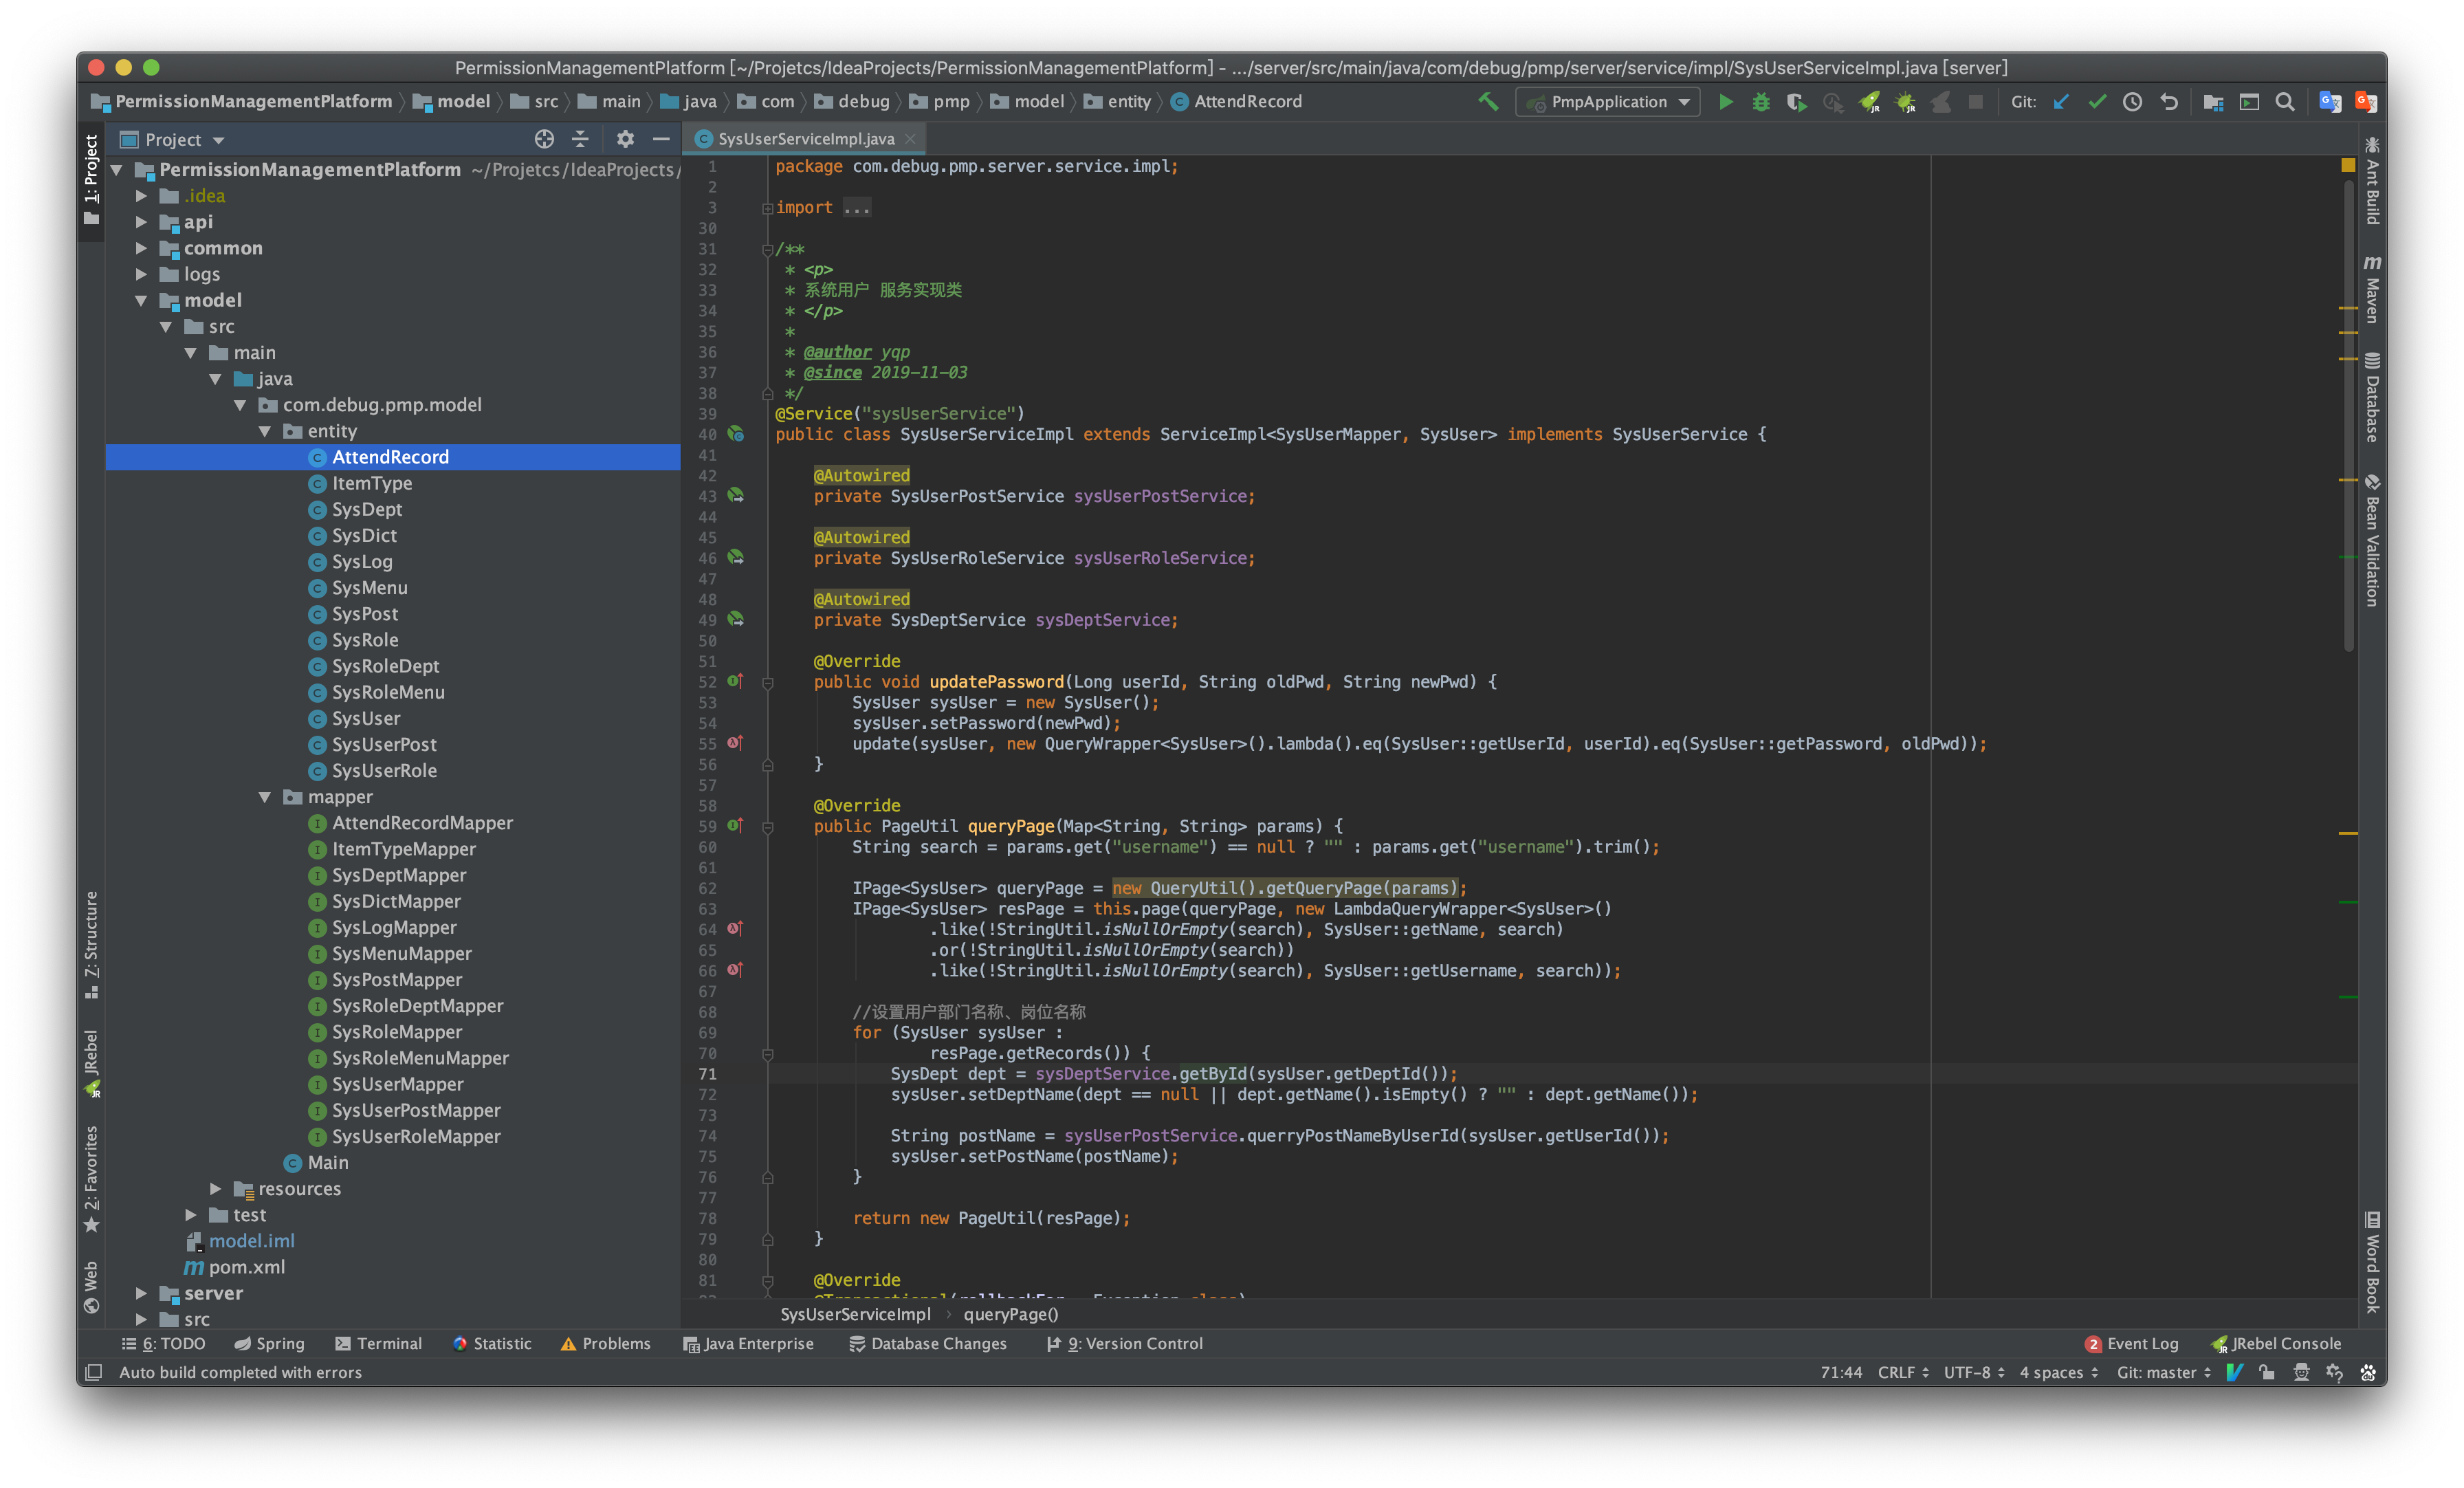 PermissionManagementPlatform [~/Projetcs/IdeaProjects/PermissionManagementPlatform] - .../server/src/main/java/com/debug/pmp/server/service/impl/SysUserServiceImpl.java [server]
PermissionManagementPlatform model src main java com debug pmp model entity AttendRecord PmpApplication Git:
1: Project
Z: Structure
JRebel
2: Favorites
Web
Project
PermissionManagementPlatform ~/Projetcs/IdeaProjects/
.idea
api
common
logs
model
src
main
java
com.debug.pmp.model
entity
AttendRecord
ItemType
SysDept
SysDict
SysLog
SysMenu
SysPost
SysRole
SysRoleDept
SysRoleMenu
SysUser
SysUserPost
SysUserRole
mapper
AttendRecordMapper
ItemTypeMapper
SysDeptMapper
SysDictMapper
SysLogMapper
SysMenuMapper
SysPostMapper
SysRoleDeptMapper
SysRoleMapper
SysRoleMenuMapper
SysUserMapper
SysUserPostMapper
SysUserRoleMapper
Main
resources
test
model.iml
pom.xml
server
src
SysUserServiceImpl.java
1 package com.debug.pmp.server.service.impl;
2
3 import ...
30
31 /**
32 * <p>
33 * 系统用户 服务实现类
34 * </p>
35 *
36 * @author yqp
37 * @since 2019-11-03
38 */
39 @Service("sysUserService")
40 public class SysUserServiceImpl extends ServiceImpl<SysUserMapper, SysUser> implements SysUserService {
41
42 @Autowired
43 private SysUserPostService sysUserPostService;
44
45 @Autowired
46 private SysUserRoleService sysUserRoleService;
47
48 @Autowired
49 private SysDeptService sysDeptService;
50
51 @Override
52 public void updatePassword(Long userId, String oldPwd, String newPwd) {
53 SysUser sysUser = new SysUser();
54 sysUser.setPassword(newPwd);
55 update(sysUser, new QueryWrapper<SysUser>().lambda().eq(SysUser::getUserId, userId).eq(SysUser::getPassword, oldPwd));
56 }
57
58 @Override
59 public PageUtil queryPage(Map<String, String> params) {
60 String search = params.get("username") == null ? "" : params.get("username").trim();
61
62 IPage<SysUser> queryPage = new QueryUtil().getQueryPage(params);
63 IPage<SysUser> resPage = this.page(queryPage, new LambdaQueryWrapper<SysUser>()
64 .like(!StringUtil.isNullOrEmpty(search), SysUser::getName, search)
65 .or(!StringUtil.isNullOrEmpty(search))
66 .like(!StringUtil.isNullOrEmpty(search), SysUser::getUsername, search));
67
68 //设置用户部门名称、岗位名称
69 for (SysUser sysUser :
70 resPage.getRecords()) {
71 SysDept dept = sysDeptService.getById(sysUser.getDeptId());
72 sysUser.setDeptName(dept == null || dept.getName().isEmpty() ? "" : dept.getName());
73
74 String postName = sysUserPostService.querryPostNameByUserId(sysUser.getUserId());
75 sysUser.setPostName(postName);
76 }
77
78 return new PageUtil(resPage);
79 }
80
81 @Override
SysUserServiceImpl queryPage()
Ant Build
Maven
Database
Bean Validation
Word Book
6: TODO Spring Terminal Statistic Problems Java Enterprise Database Changes 9: Version Control 2 Event Log JRebel Console
Auto build completed with errors 71:44 CRLF UTF-8 4 spaces Git: master